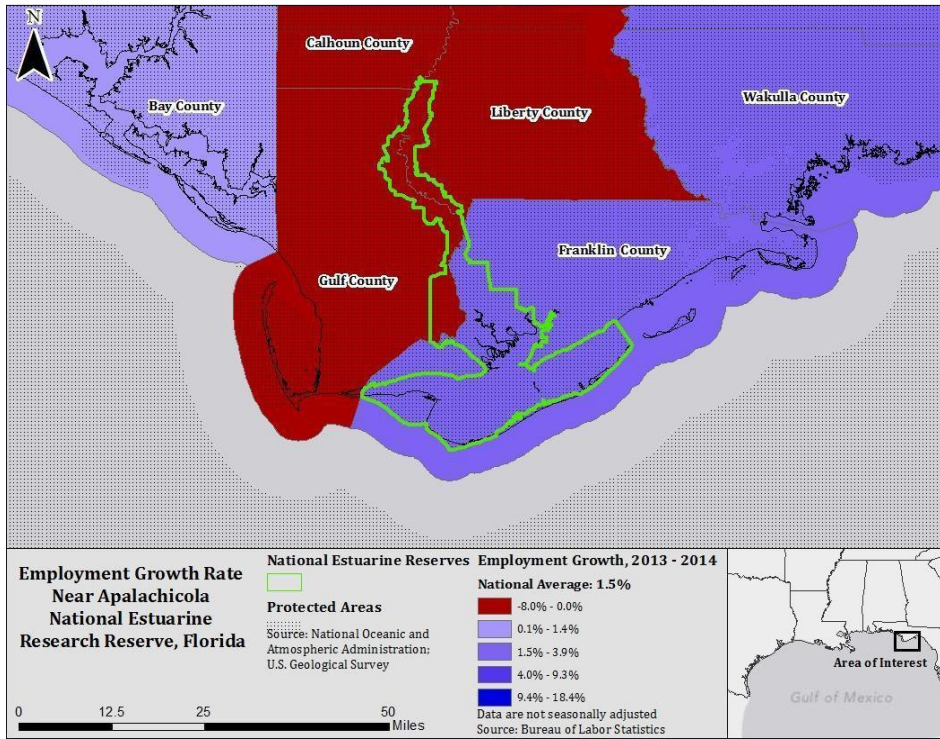 N
Calhoun County
Bay County
Liberty County
Wakulla County
Franklin County
Gulf County
Employment Growth Rate
Near Apalachicola
National Estuarine
Research Reserve, Florida
0
12.5
25
50
Miles
National Estuarine Reserves
Protected Areas
Source: National Oceanic and
Atmospheric Administration;
U.S. Geological Survey
Employment Growth, 2013 - 2014
National Average: 1.5%
-8.0% - 0.0%
0.1% - 1.4%
1.5% - 3.9%
4.0% - 9.3%
9.4% - 18.4%
Data are not seasonally adjusted
Source: Bureau of Labor Statistics
Area of Interest
Gulf of Mexico